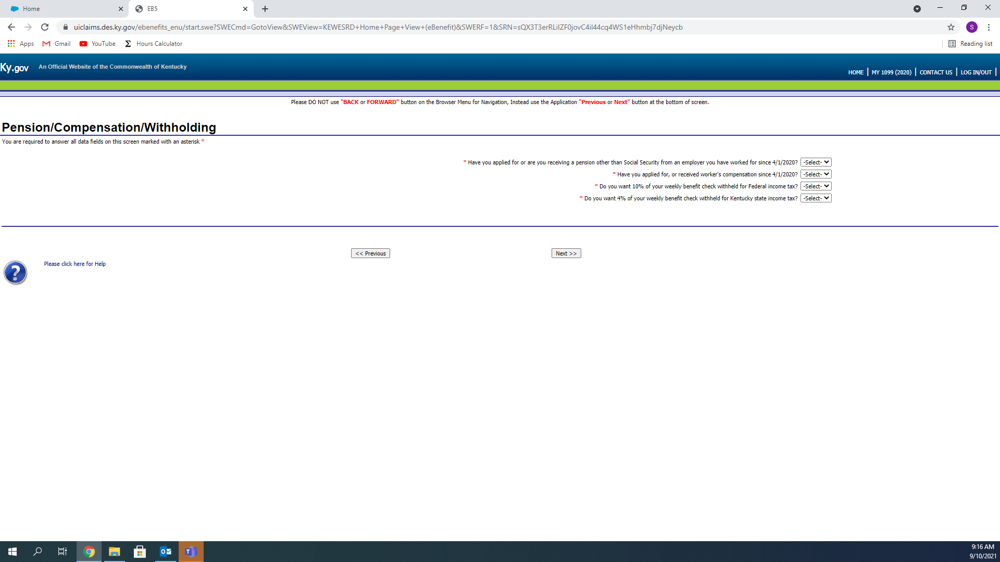 Home
EB5
uiclaims.des.ky.gov/ebenefits_enu/start.swe?SWECmd=GotoView&SWEView=KEWESRD+Home+Page+View+(eBenefit)&SWERF=1&SRN=sQX3T3erRLiIZF0jovC4iI44cq4WS1eHhmbj7djNeycb
S
Apps Gmail YouTube Σ Hours Calculator Reading list
Ky.gov An Official Website of the Commonwealth of Kentucky
HOME | MY 1099 (2020) | CONTACT US | LOG IN/OUT |
Please DO NOT use "BACK or FORWARD" button on the Browser Menu for Navigation, Instead use the Application "Previous or Next" button at the bottom of screen.
Pension/Compensation/Withholding
You are required to answer all data fields on this screen marked with an asterisk *
* Have you applied for or are you receiving a pension other than Social Security from an employer you have worked for since 4/1/2020? -Select-
* Have you applied for, or received worker's compensation since 4/1/2020? -Select-
* Do you want 10% of your weekly benefit check withheld for Federal income tax? -Select-
* Do you want 4% of your weekly benefit check withheld for Kentucky state income tax? -Select-
<< Previous Next >>
? Please click here for Help
9:16 AM
9/10/2021